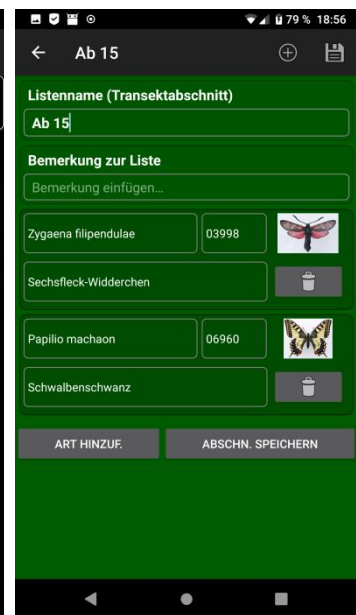 79 % 18:56
Ab 15
Listenname (Transektabschnitt)
Ab 15
Bemerkung zur Liste
Bemerkung einfügen…
Zygaena filipendulae 03998
Sechsfleck-Widderchen
Papilio machaon 06960
Schwalbenschwanz
ART HINZUF. ABSCHN. SPEICHERN